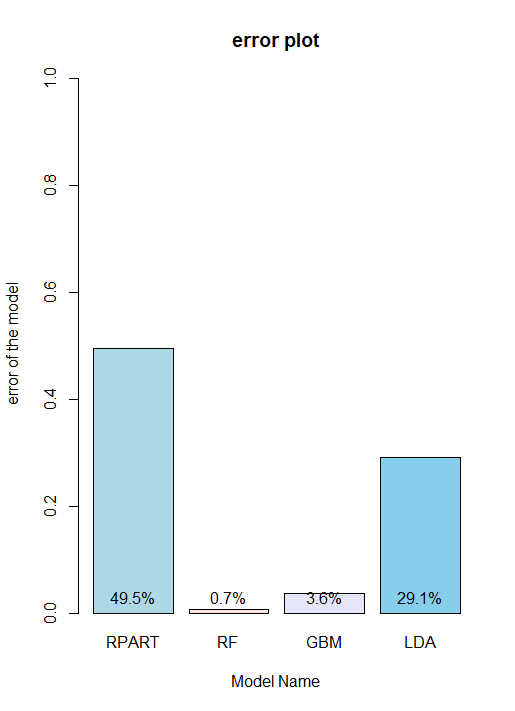 error plot
error of the model
1.0
0.8
0.6
0.4
0.2
0.0
49.5% 0.7% 3.6% 29.1%
RPART RF GBM LDA
Model Name